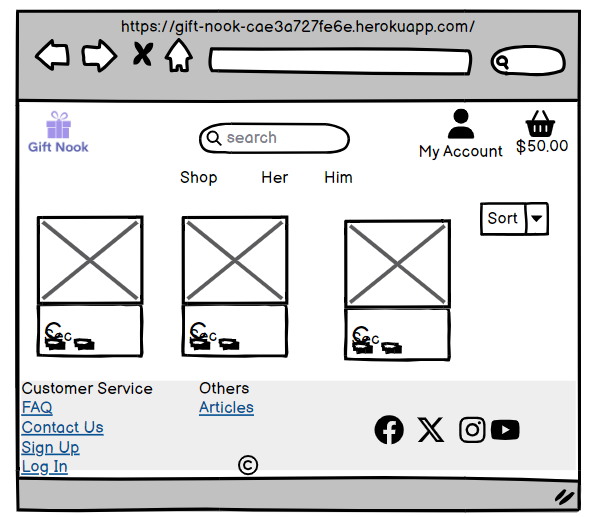 https://gift-nook-cae3a727fe6e.herokuapp.com/
Gift Nook
search
My Account
$50.00
Shop Her Him
Sort
Customer Service
FAQ
Contact Us
Sign Up
Log In
Others
Articles
©